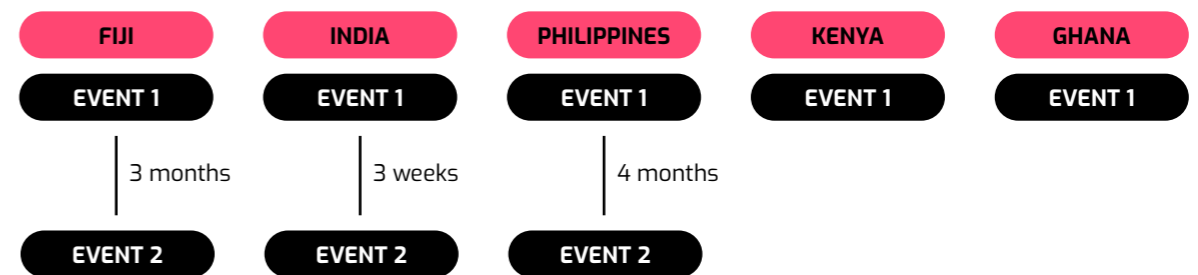 FIJI INDIA PHILIPPINES KENYA GHANA
EVENT 1 EVENT 1 EVENT 1 EVENT 1 EVENT 1
3 months 3 weeks 4 months
EVENT 2 EVENT 2 EVENT 2